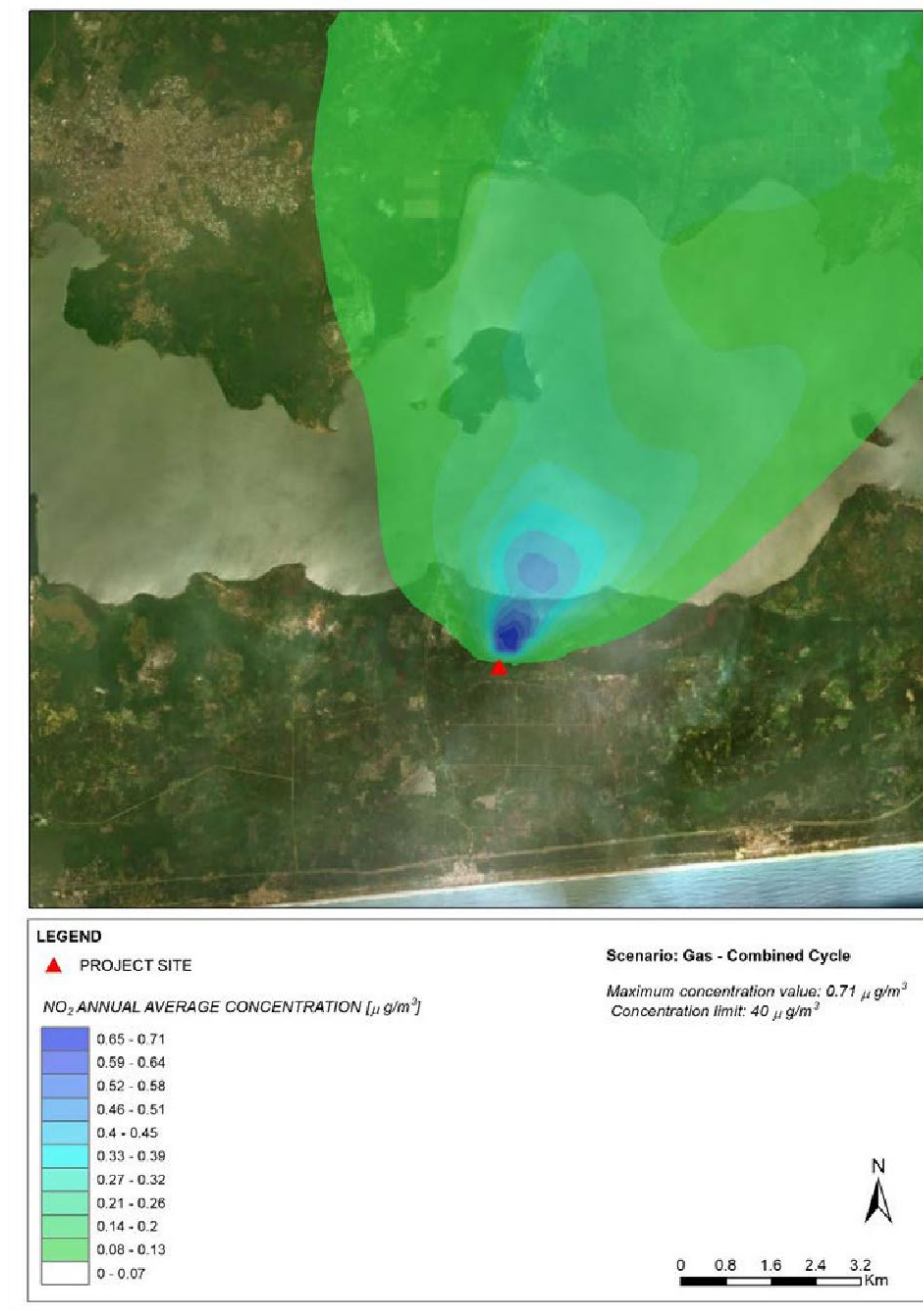 LEGEND
PROJECT SITE
NO₂ ANNUAL AVERAGE CONCENTRATION [μ g/m³]
0.65 - 0.71
0.59 - 0.64
0.52 - 0.58
0.46 - 0.51
0.4 - 0.45
0.33 - 0.39
0.27 - 0.32
0.21 - 0.26
0.14 - 0.2
0.08 - 0.13
0 - 0.07
Scenario: Gas - Combined Cycle
Maximum concentration value: 0.71 μ g/m³
Concentration limit: 40 μ g/m³
N
0 0.8 1.6 2.4 3.2
Km